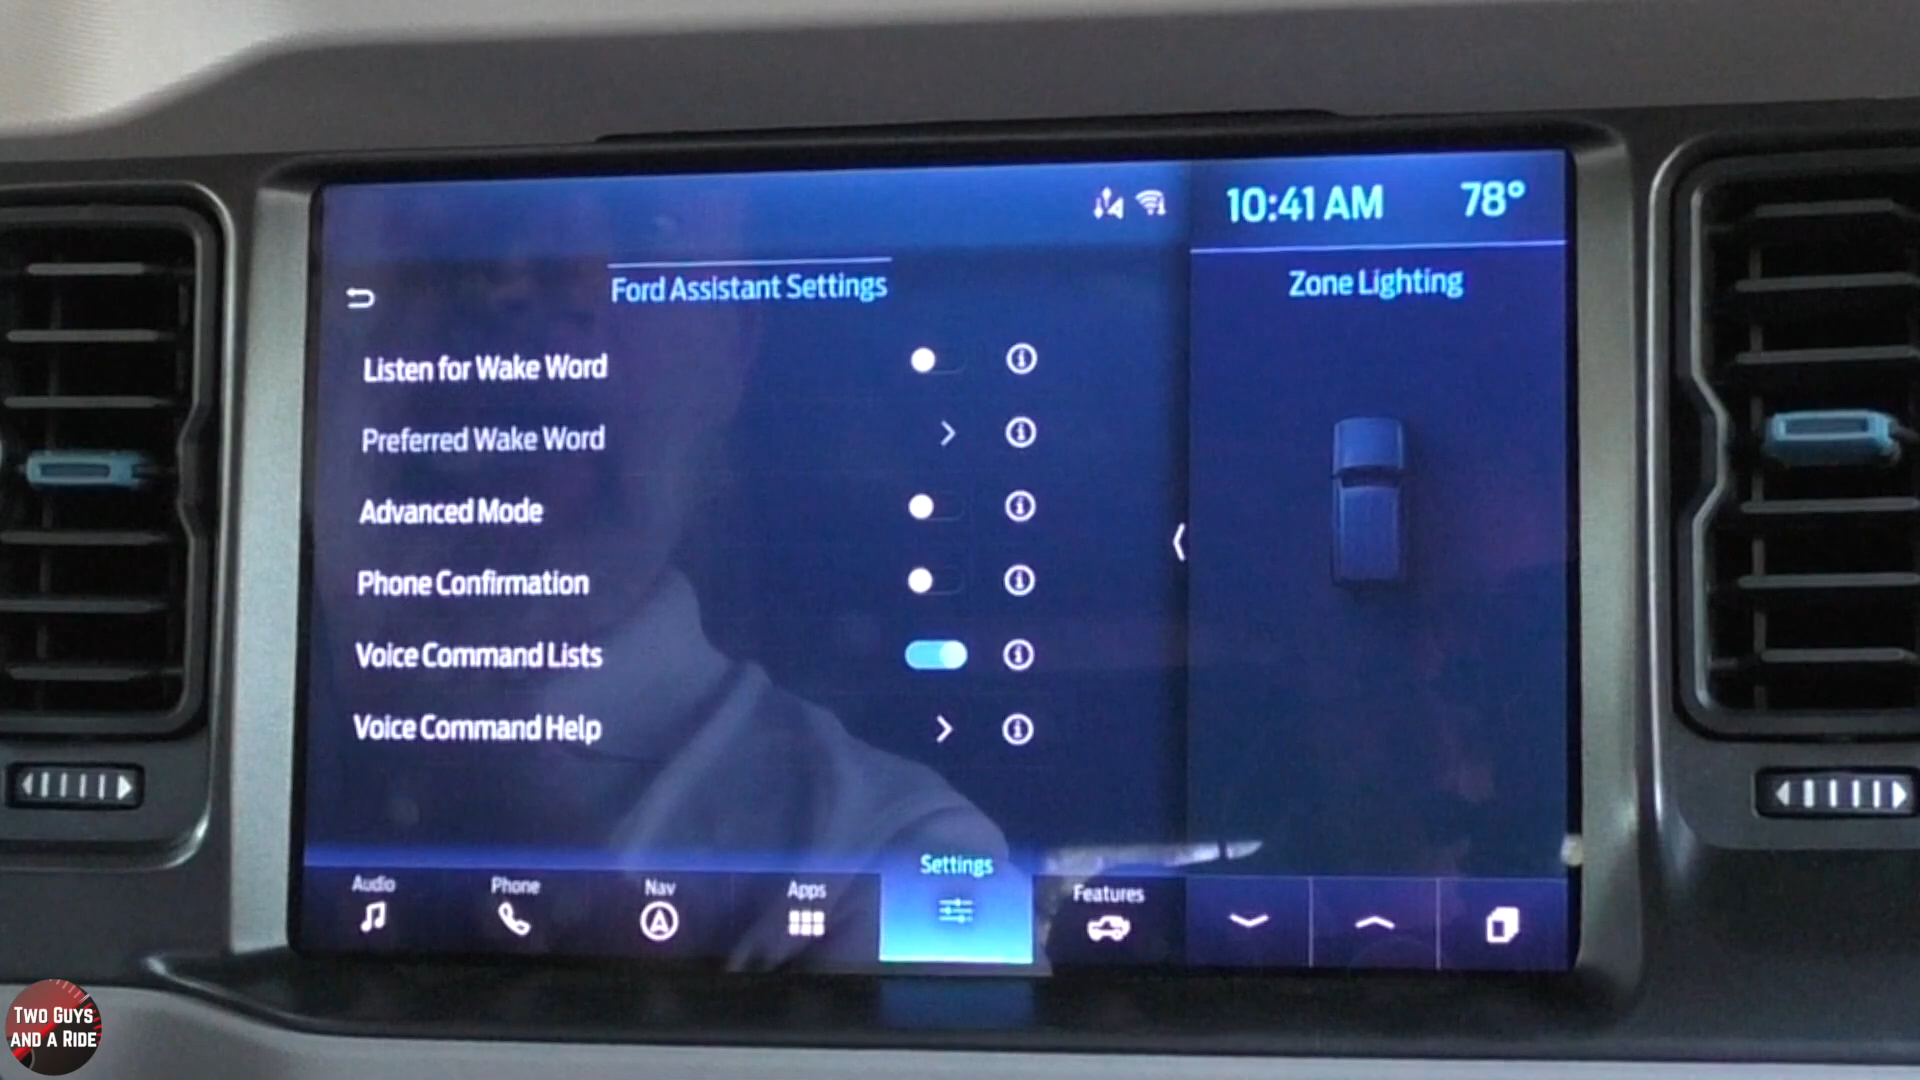 10:41 AM 78°
Ford Assistant Settings
Zone Lighting
Listen for Wake Word
Preferred Wake Word
Advanced Mode
Phone Confirmation
Voice Command Lists
Voice Command Help
Audio
Phone
Nav
Apps
Settings
Features
TWO GUYS
AND A RIDE